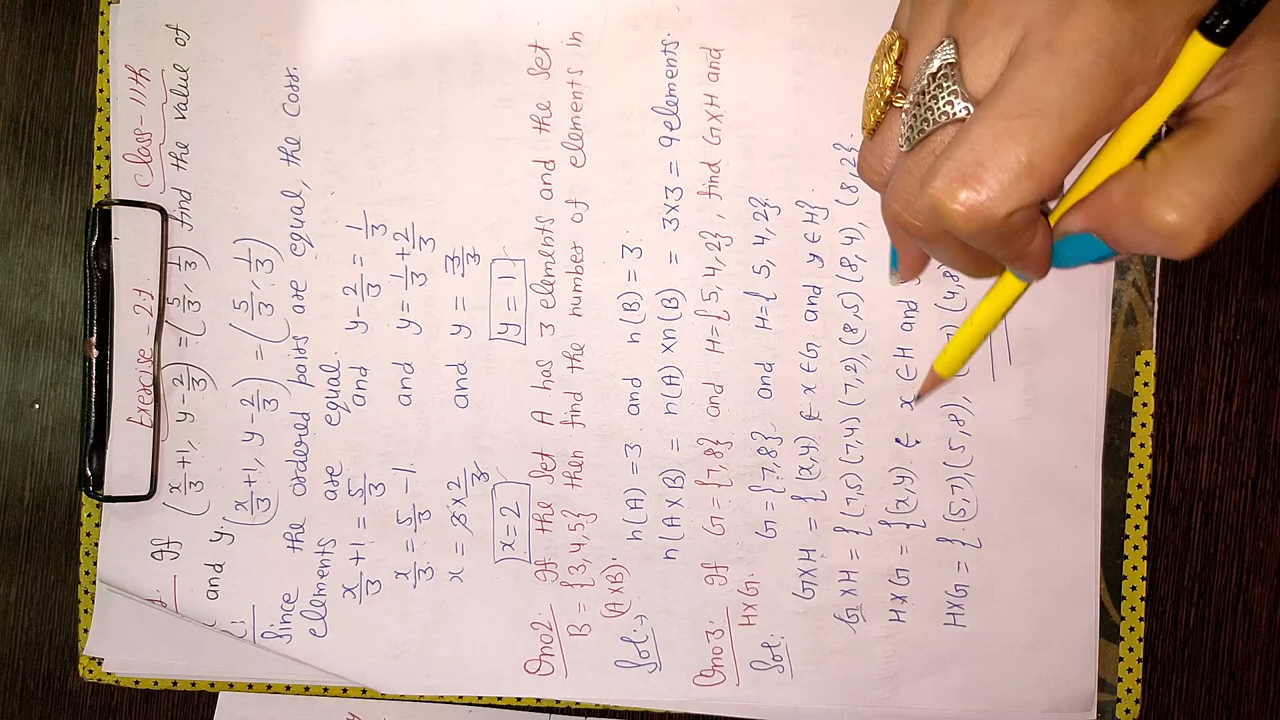 Exercise - 2.1. Class - 11th
1. If (x/3 + 1, y - 2/3) = (5/3, 1/3) find the value of
x and y.
(x/3 + 1, y - 2/3) = (5/3, 1/3)
Since the ordered pairs are equal, the corr.
elements are equal.
x/3 + 1 = 5/3 and y - 2/3 = 1/3
x/3 = 5/3 - 1 and y = 1/3 + 2/3
x = 3 × 2/3 and y = 3/3
x = 2 y = 1
Qno2. If the Set A has 3 elements and the Set
B = {3,4,5} then find the number of elements in
(A×B).
Sol:→ n(A) = 3 and n(B) = 3.
n(A×B) = n(A) × n(B) = 3×3 = 9 elements.
Qno3. If G = {7,8} and H = {5,4,2}, find G×H and
H×G.
Sol. G = {7,8} and H = {5,4,2}
G×H = {(x,y) : x ∈ G and y ∈ H}
G×H = {(7,5) (7,4) (7,2), (8,5) (8,4), (8,2)}.
H×G = {(x,y) : x ∈ H and
H×G = {(5,7) (5,8), (4,8